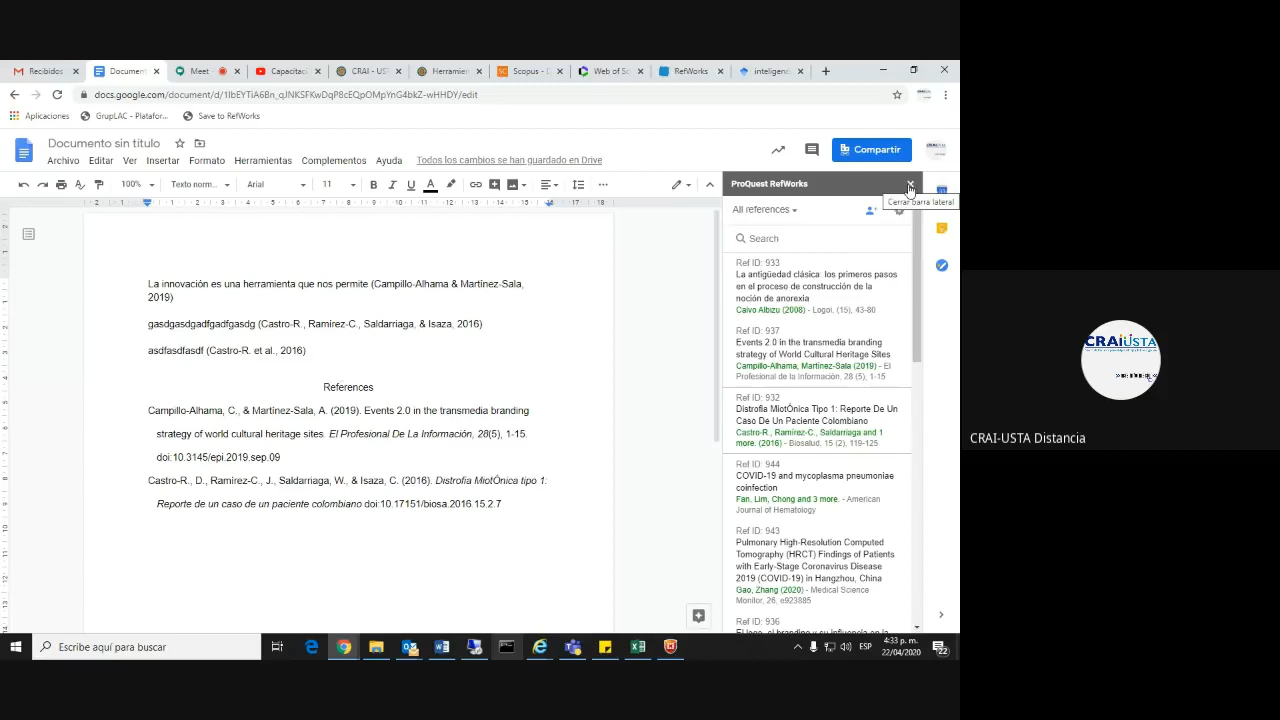 Recibidos
Document
Meet
Capacitaci
CRAI - US
Herramien
Scopus - D
Web of Sc
RefWorks
inteligenc
docs.google.com/document/d/1IbEYTiA6Bn_qJNKSFKwDqP8cEQpOMpYnG4bkZ-wHHDY/edit
Aplicaciones
GrupLAC - Platafor...
Save to RefWorks
Documento sin título
Archivo Editar Ver Insertar Formato Herramientas Complementos Ayuda Todos los cambios se han guardado en Drive
Compartir
100% Texto norm... Arial 11 B I U A
ProQuest RefWorks
Cerrar barra lateral
All references
Search
La innovación es una herramienta que nos permite (Campillo-Alhama & Martínez-Sala,
2019)
gasdgasdgadfgadfgasdg (Castro-R., Ramírez-C., Saldarriaga, & Isaza, 2016)
asdfasdfasdf (Castro-R. et al., 2016)
References
Campillo-Alhama, C., & Martínez-Sala, A. (2019). Events 2.0 in the transmedia branding
strategy of world cultural heritage sites. El Profesional De La Información, 28(5), 1-15.
doi:10.3145/epi.2019.sep.09
Castro-R., D., Ramírez-C., J., Saldarriaga, W., & Isaza, C. (2016). Distrofia MiotÓnica tipo 1:
Reporte de un caso de un paciente colombiano doi:10.17151/biosa.2016.15.2.7
Ref ID: 933
La antigüedad clásica: los primeros pasos
en el proceso de construcción de la
noción de anorexia
Calvo Albizu (2008) - Logoi, (15), 43-80
Ref ID: 937
Events 2.0 in the transmedia branding
strategy of World Cultural Heritage Sites
Campillo-Alhama, Martínez-Sala (2019) - El
Profesional de la Información, 28 (5), 1-15
Ref ID: 932
Distrofia MiotÓnica Tipo 1: Reporte De Un
Caso De Un Paciente Colombiano
Castro-R., Ramírez-C., Saldarriaga and 1
more. (2016) - Biosalud, 15 (2), 119-125
Ref ID: 944
COVID-19 and mycoplasma pneumoniae
coinfection
Fan, Lim, Chong and 3 more. - American
Journal of Hematology
Ref ID: 943
Pulmonary High-Resolution Computed
Tomography (HRCT) Findings of Patients
with Early-Stage Coronavirus Disease
2019 (COVID-19) in Hangzhou, China
Gao, Zhang (2020) - Medical Science
Monitor, 26, e923885
Ref ID: 936
El logo, el branding y su influencia en la
CRAIUSTA
CRAI-USTA Distancia
Escribe aquí para buscar
ESP
4:33 p. m.
22/04/2020
22